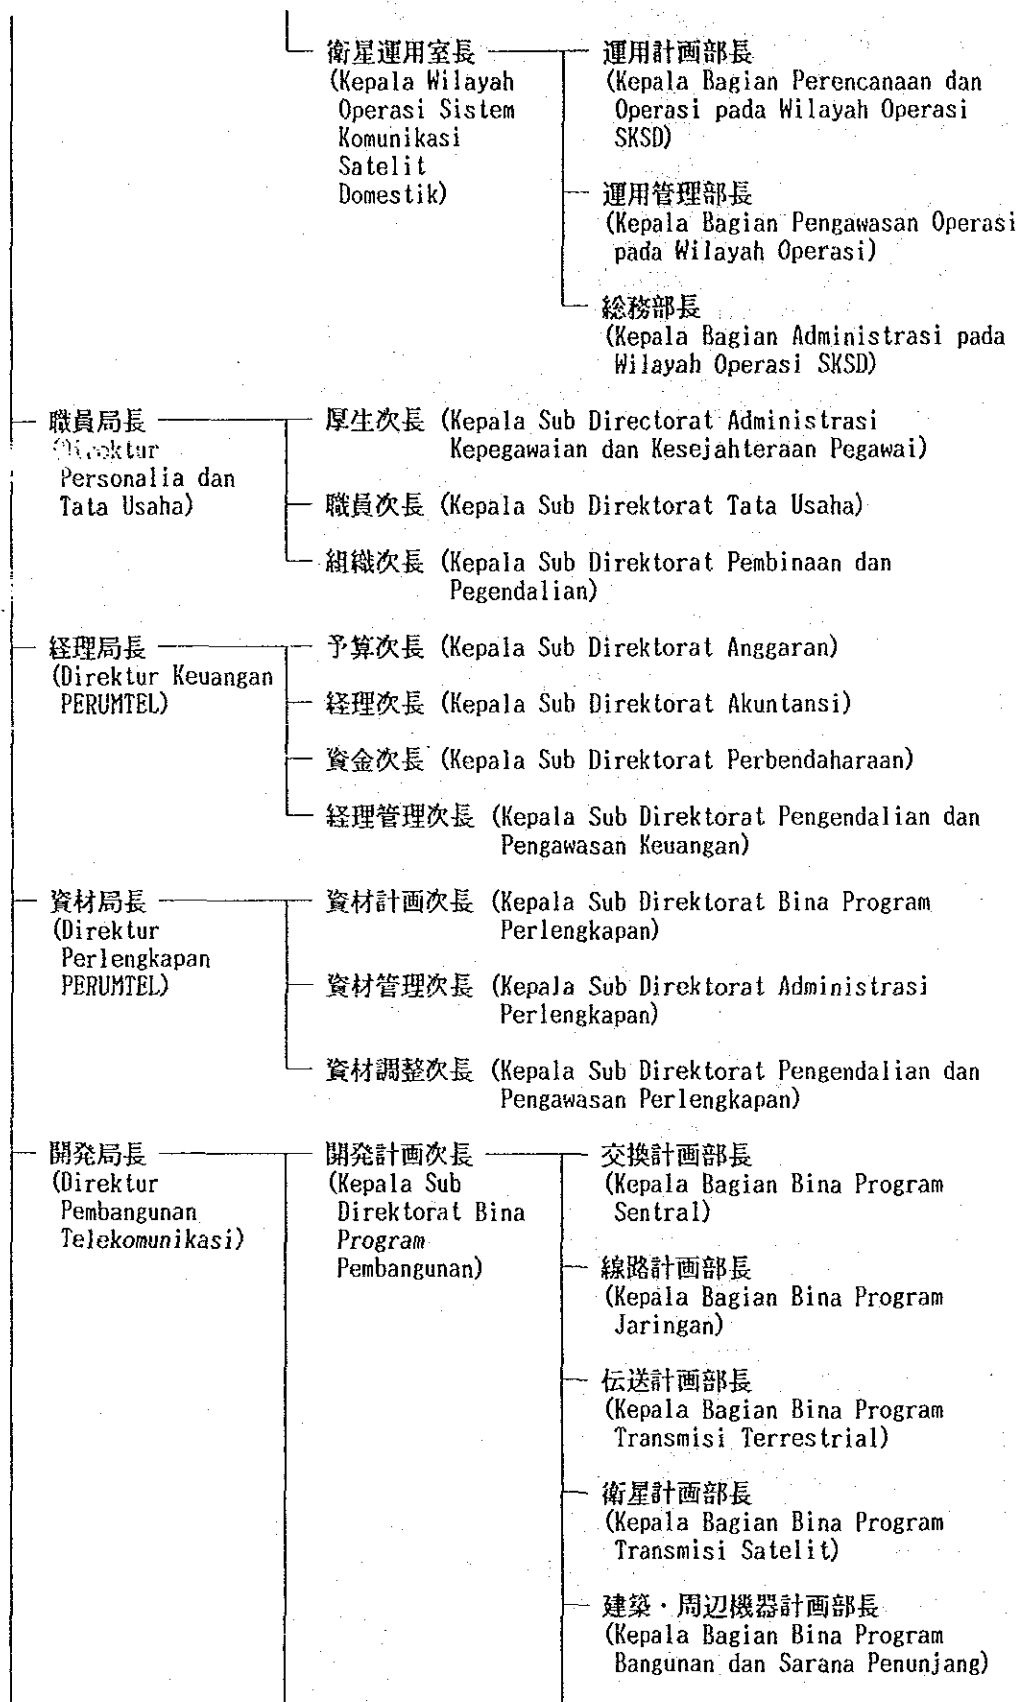 衛星運用室長
(Kepala Wilayah
Operasi Sistem
Komunikasi
Satelit
Domestik)
運用計画部長
(Kepala Bagian Perencanaan dan
Operasi pada Wilayah Operasi
SKSD)
運用管理部長
(Kepala Bagian Pengawasan Operasi
pada Wilayah Operasi)
総務部長
(Kepala Bagian Administrasi pada
Wilayah Operasi SKSD)
職員局長
(Direktur
Personalia dan
Tata Usaha)
厚生次長 (Kepala Sub Directorat Administrasi
Kepegawaian dan Kesejahteraan Pegawai)
職員次長 (Kepala Sub Direktorat Tata Usaha)
組織次長 (Kepala Sub Direktorat Pembinaan dan
Pegendalian)
経理局長
(Direktur Keuangan
PERUMTEL)
予算次長 (Kepala Sub Direktorat Anggaran)
経理次長 (Kepala Sub Direktorat Akuntansi)
資金次長 (Kepala Sub Direktorat Perbendaharaan)
経理管理次長 (Kepala Sub Direktorat Pengendalian dan
Pengawasan Keuangan)
資材局長
(Direktur
Perlengkapan
PERUMTEL)
資材計画次長 (Kepala Sub Direktorat Bina Program
Perlengkapan)
資材管理次長 (Kepala Sub Direktorat Administrasi
Perlengkapan)
資材調整次長 (Kepala Sub Direktorat Pengendalian dan
Pengawasan Perlengkapan)
開発局長
(Direktur
Pembangunan
Telekomunikasi)
開発計画次長
(Kepala Sub
Direktorat Bina
Program
Pembangunan)
交換計画部長
(Kepala Bagian Bina Program
Sentral)
線路計画部長
(Kepala Bagian Bina Program
Jaringan)
伝送計画部長
(Kepala Bagian Bina Program
Transmisi Terrestrial)
衛星計画部長
(Kepala Bagian Bina Program
Transmisi Satelit)
建築・周辺機器計画部長
(Kepala Bagian Bina Program
Bangunan dan Sarana Penunjang)